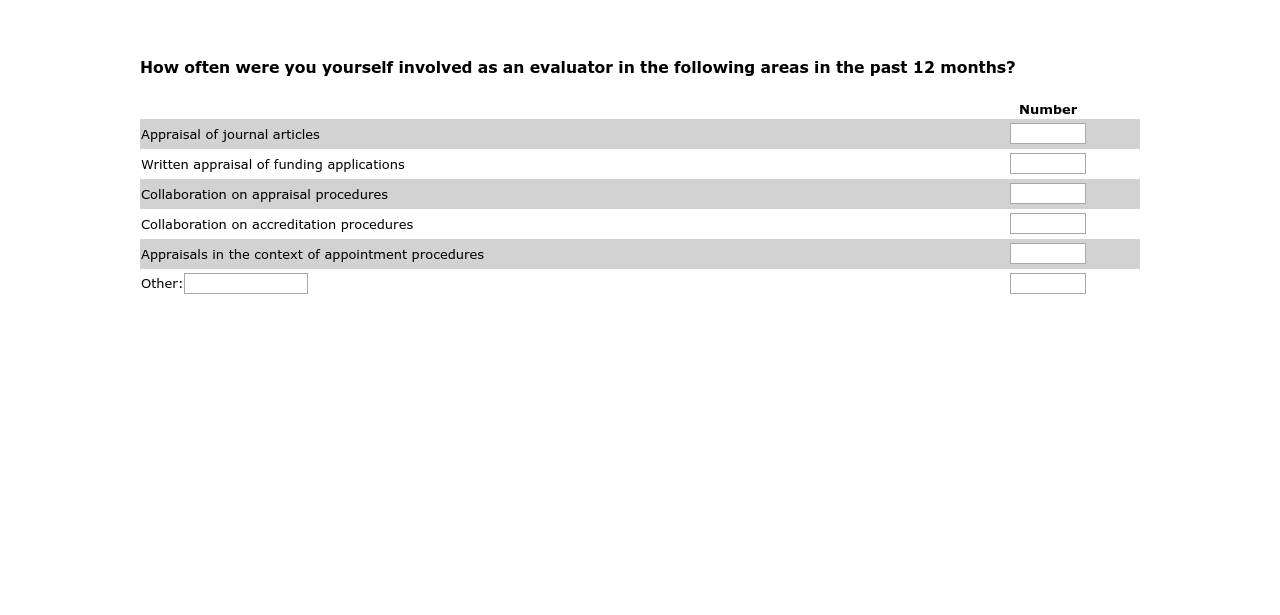 How often were you yourself involved as an evaluator in the following areas in the past 12 months?
Number
Appraisal of journal articles
Written appraisal of funding applications
Collaboration on appraisal procedures
Collaboration on accreditation procedures
Appraisals in the context of appointment procedures
Other: